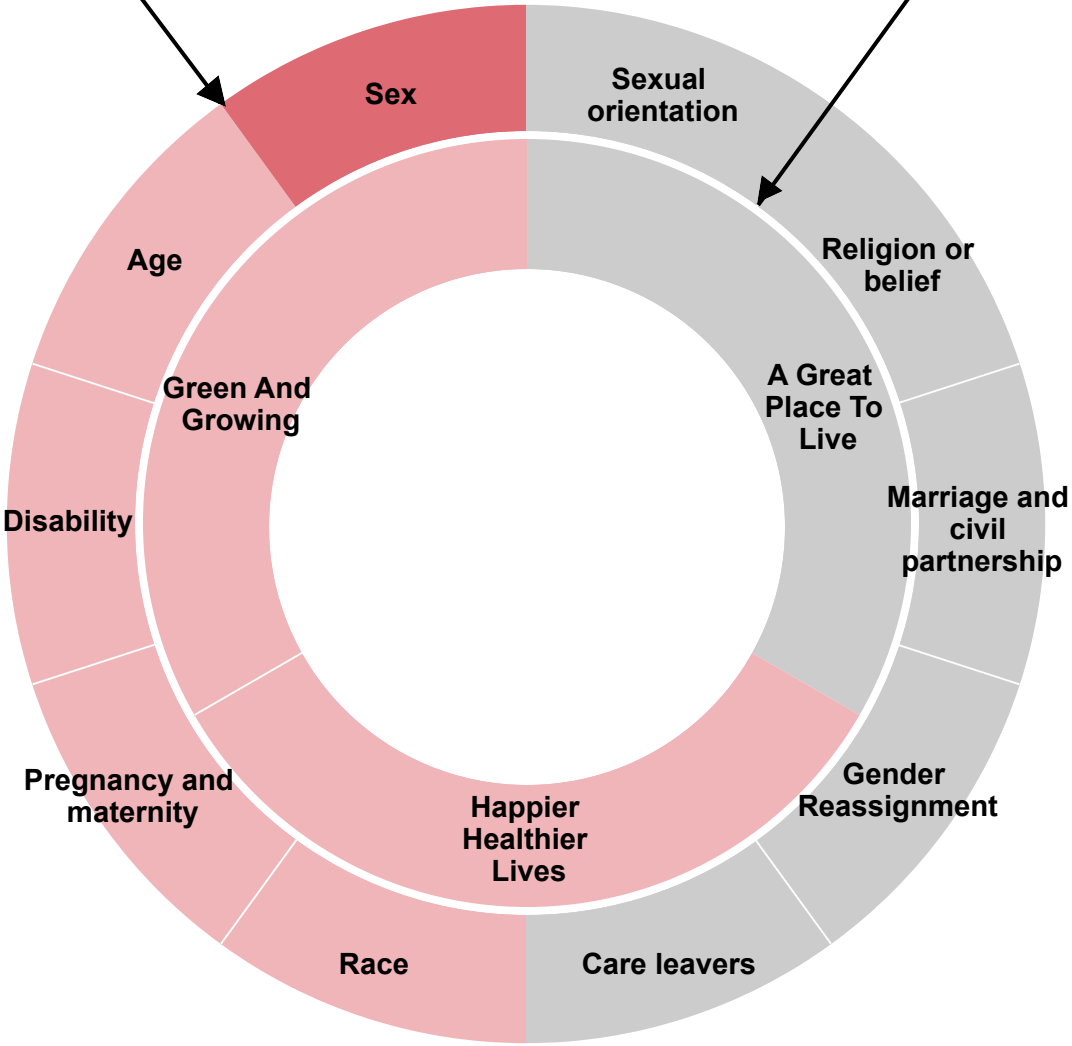 Sex
Sexual
orientation
Religion or
belief
Marriage and
civil
partnership
Gender
Reassignment
Care leavers
Race
Pregnancy and
maternity
Disability
Age
Green And
Growing
A Great
Place To
Live
Happier
Healthier
Lives